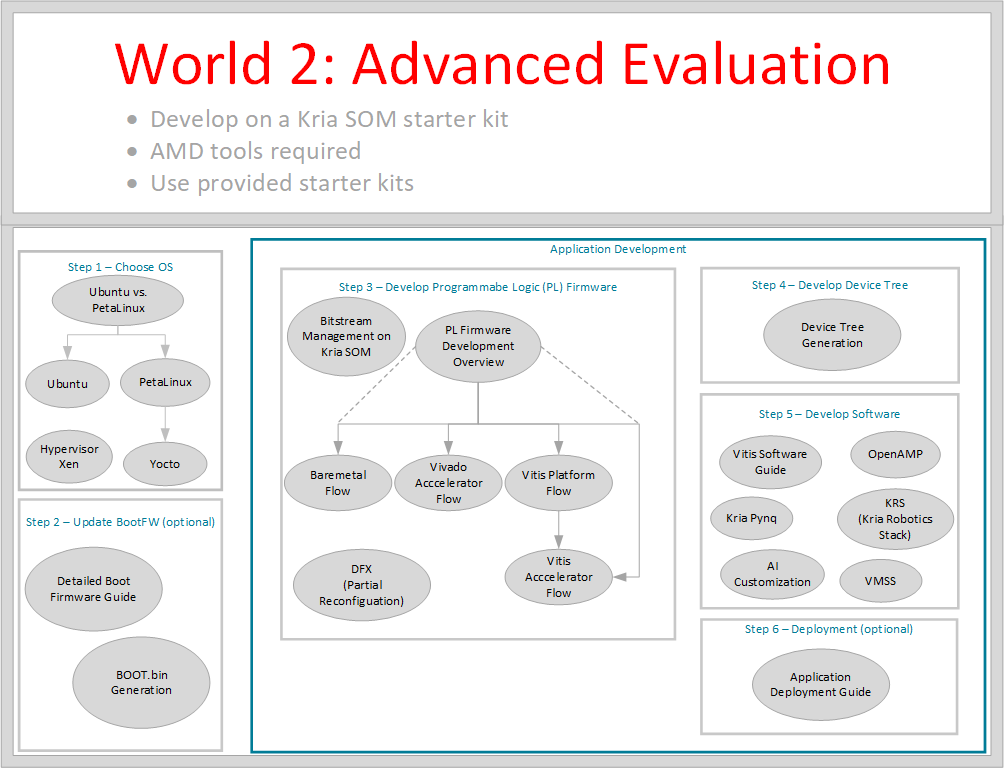 World 2: Advanced Evaluation
Develop on a Kria SOM starter kit
AMD tools required
Use provided starter kits
Step 1 – Choose OS
Ubuntu vs.
PetaLinux
Ubuntu
PetaLinux
Hypervisor
Xen
Yocto
Step 2 – Update BootFW (optional)
Detailed Boot
Firmware Guide
BOOT.bin
Generation
Application Development
Step 3 – Develop Programmabe Logic (PL) Firmware
Bitstream
Management on
Kria SOM
PL Firmware
Development
Overview
Baremetal
Flow
Vivado
Acccelerator
Flow
Vitis Platform
Flow
DFX
(Partial
Reconfiguation)
Vitis
Acccelerator
Flow
Step 4 – Develop Device Tree
Device Tree
Generation
Step 5 – Develop Software
Vitis Software
Guide
OpenAMP
Kria Pynq
KRS
(Kria Robotics
Stack)
AI
Customization
VMSS
Step 6 – Deployment (optional)
Application
Deployment Guide